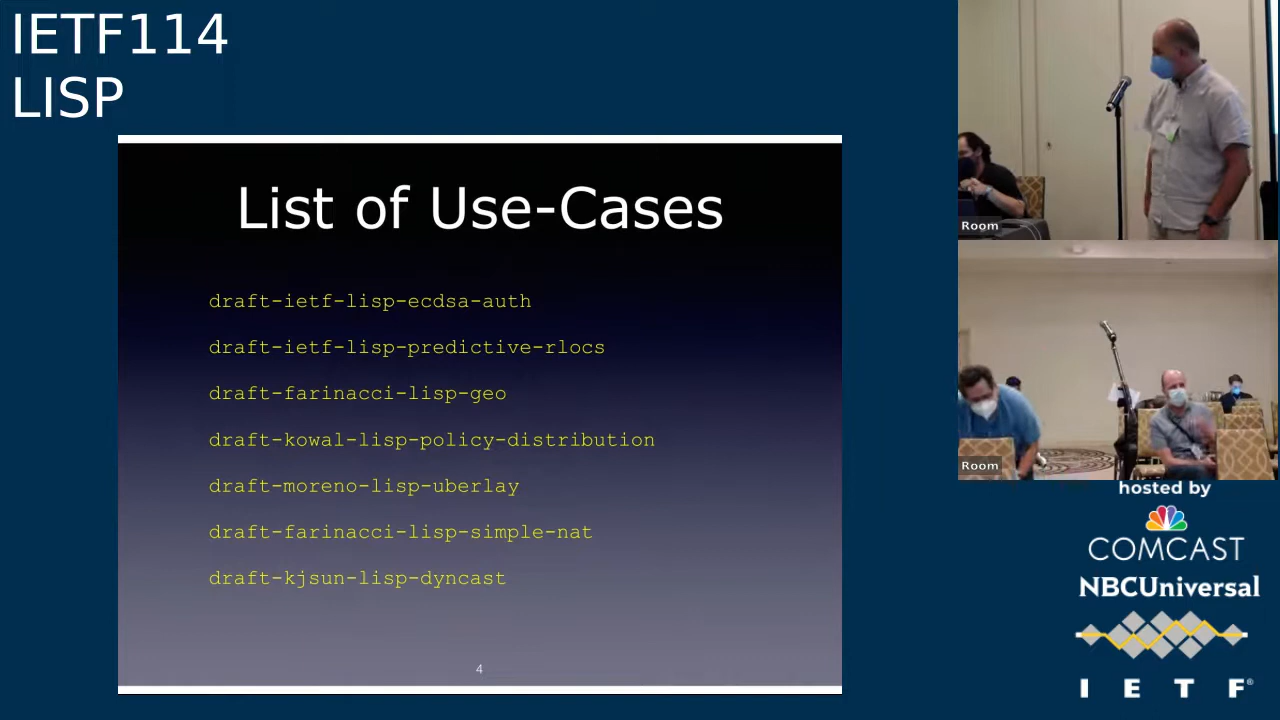 IETF114
LISP
List of Use-Cases
draft-ietf-lisp-ecdsa-auth
draft-ietf-lisp-predictive-rlocs
draft-farinacci-lisp-geo
draft-kowal-lisp-policy-distribution
draft-moreno-lisp-uberlay
draft-farinacci-lisp-simple-nat
draft-kjsun-lisp-dyncast
4
Room
Room
hosted by
COMCAST
NBCUniversal
I E T F®